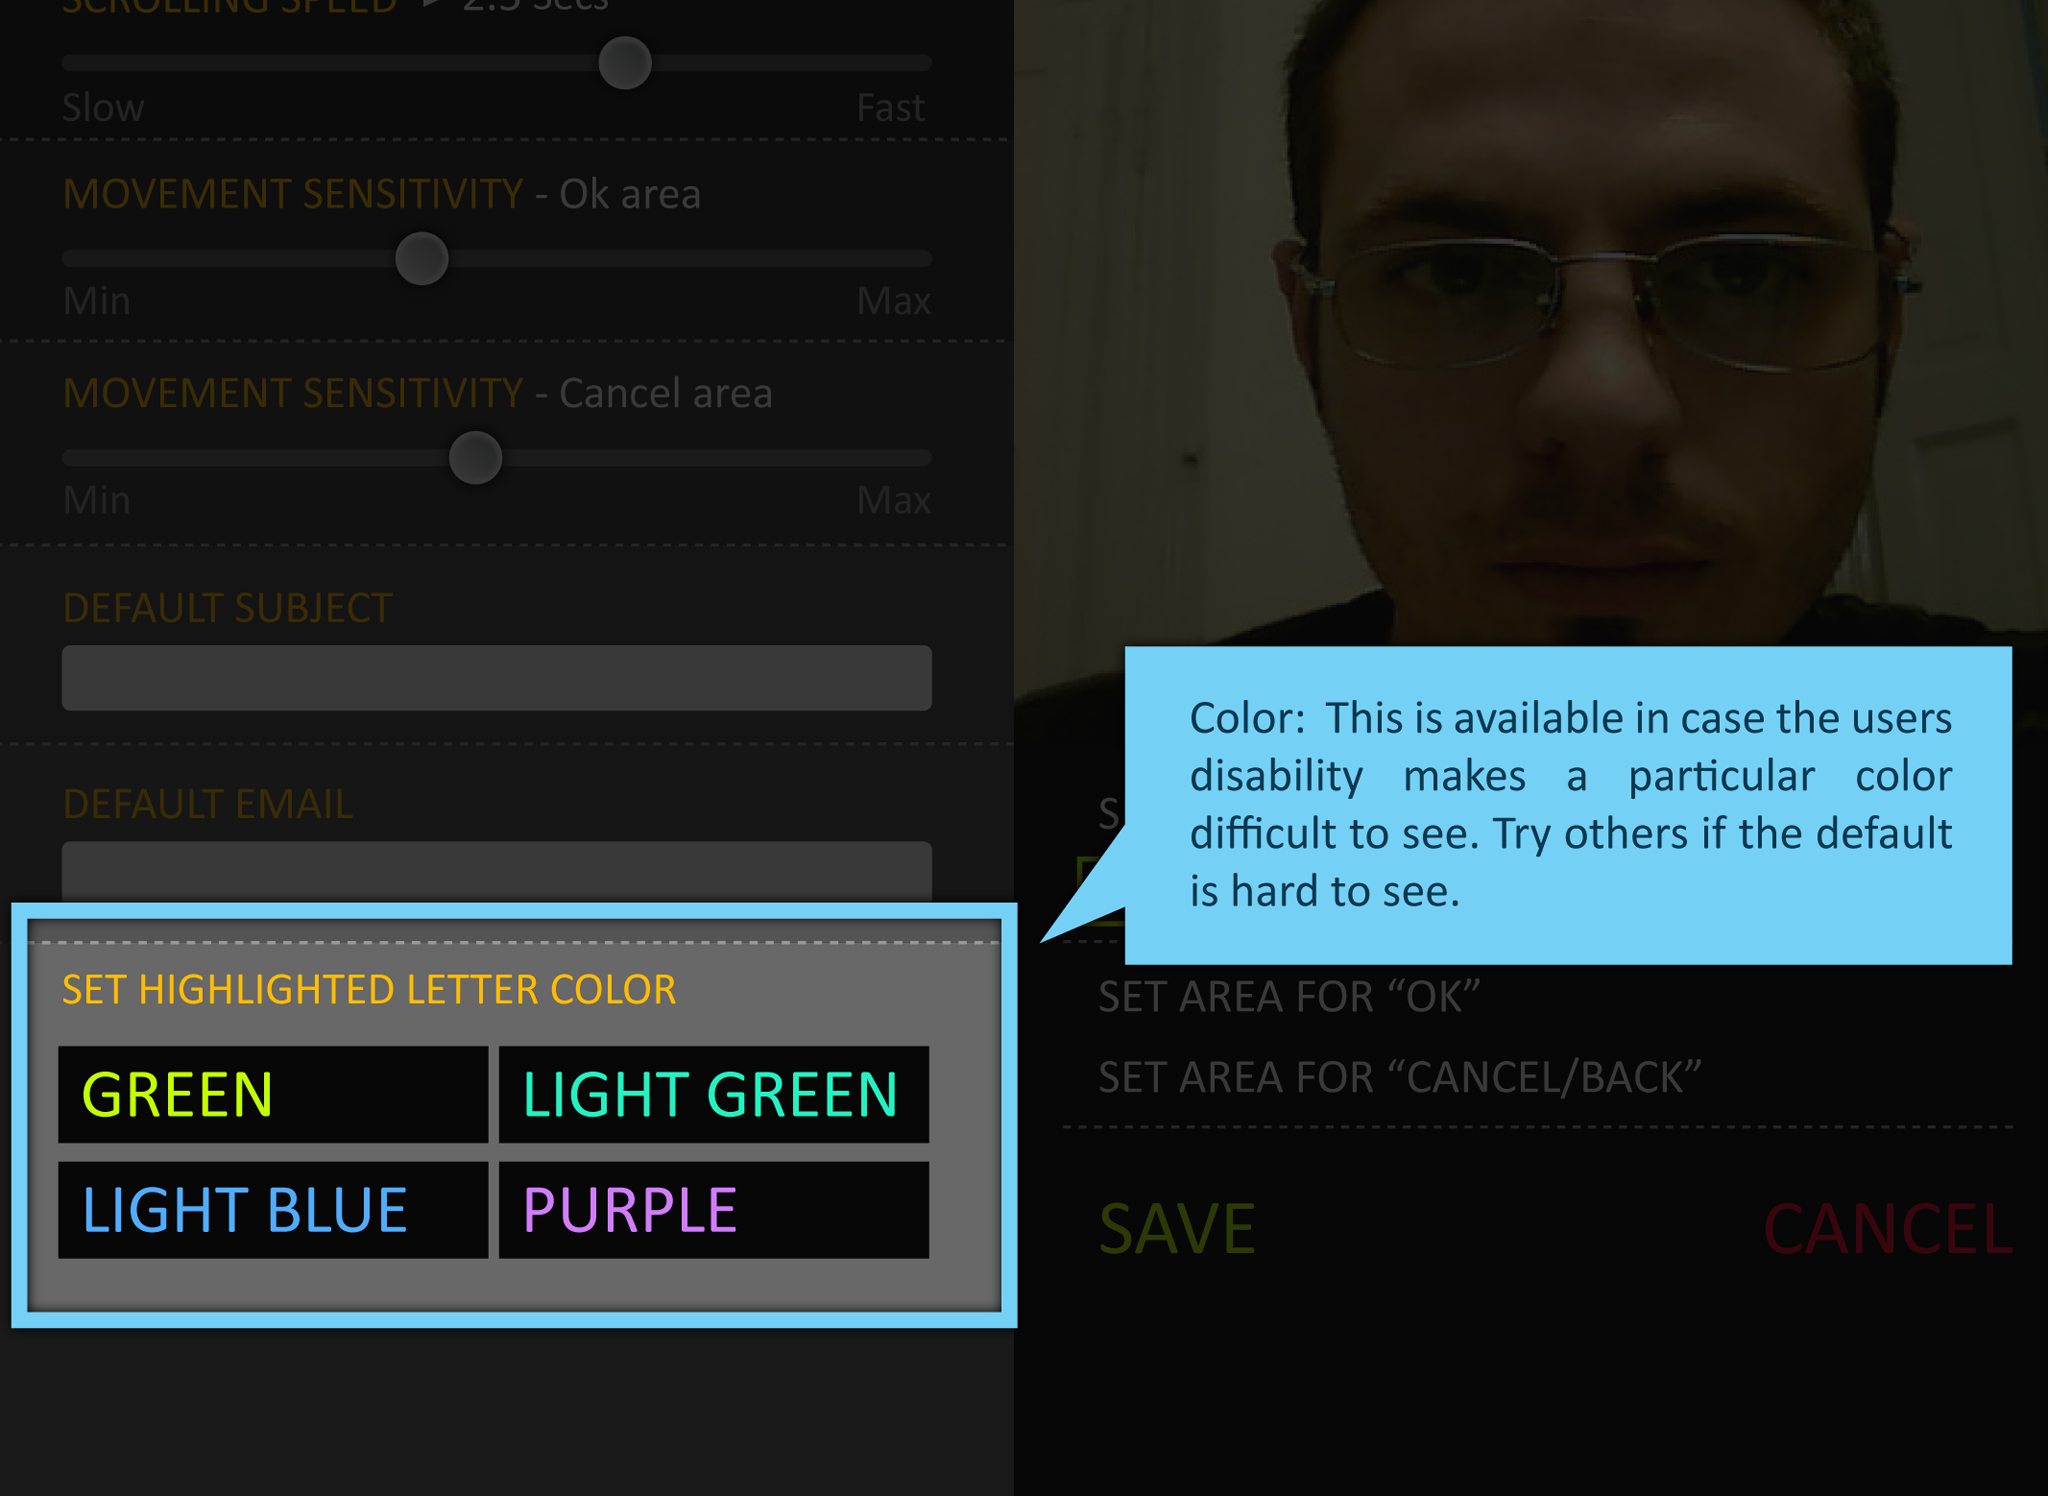 SCROLLING SPEED ► 2.5 Secs
Slow Fast
MOVEMENT SENSITIVITY - Ok area
Min Max
MOVEMENT SENSITIVITY - Cancel area
Min Max
DEFAULT SUBJECT
DEFAULT EMAIL
SET HIGHLIGHTED LETTER COLOR
GREEN LIGHT GREEN
LIGHT BLUE PURPLE
Color: This is available in case the users
disability makes a particular color
difficult to see. Try others if the default
is hard to see.
S
SET AREA FOR “OK”
SET AREA FOR “CANCEL/BACK”
SAVE CANCEL